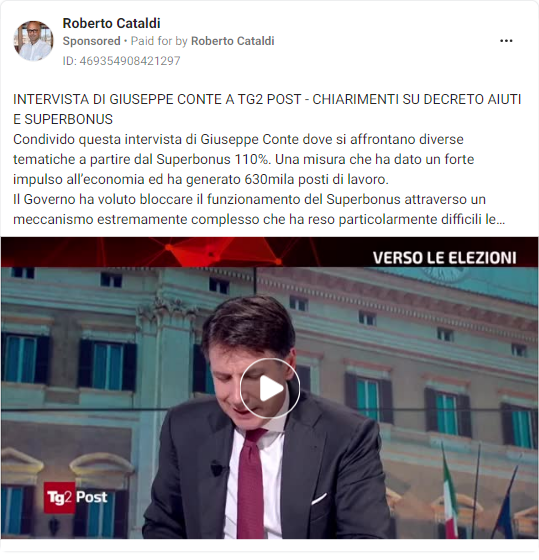 Roberto Cataldi
Sponsored • Paid for by Roberto Cataldi
ID: 469354908421297
INTERVISTA DI GIUSEPPE CONTE A TG2 POST - CHIARIMENTI SU DECRETO AIUTI
E SUPERBONUS
Condivido questa intervista di Giuseppe Conte dove si affrontano diverse
tematiche a partire dal Superbonus 110%. Una misura che ha dato un forte
impulso all'economia ed ha generato 630mila posti di lavoro.
Il Governo ha voluto bloccare il funzionamento del Superbonus attraverso un
meccanismo estremamente complesso che ha reso particolarmente difficili le...
VERSO LE ELEZIONI
Tg2 Post